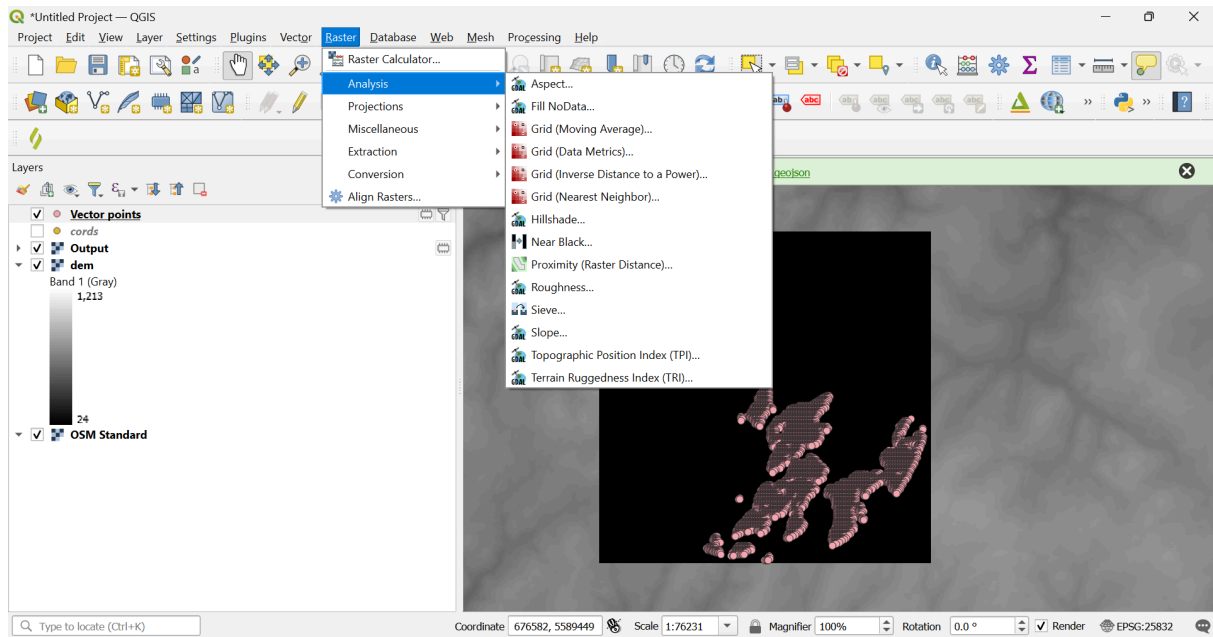 *Untitled Project — QGIS
Project Edit View Layer Settings Plugins Vector Raster Database Web Mesh Processing Help
Raster Calculator...
Analysis
Projections
Miscellaneous
Extraction
Conversion
Align Rasters...
Aspect...
Fill NoData...
Grid (Moving Average)...
Grid (Data Metrics)...
Grid (Inverse Distance to a Power)...
Grid (Nearest Neighbor)...
Hillshade...
Near Black...
Proximity (Raster Distance)...
Roughness...
Sieve...
Slope...
Topographic Position Index (TPI)...
Terrain Ruggedness Index (TRI)...
geojson
Layers
Vector points
cords
Output
dem
Band 1 (Gray)
1,213
24
OSM Standard
Type to locate (Ctrl+K)
Coordinate 676582, 5589449 Scale 1:76231 Magnifier 100% Rotation 0.0 ° Render EPSG:25832